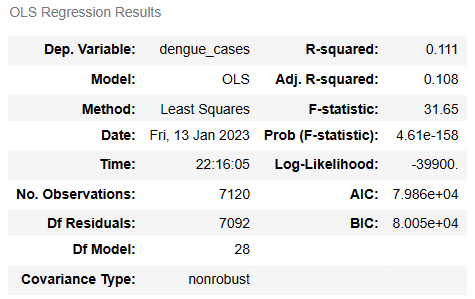 OLS Regression Results
Dep. Variable: dengue_cases R-squared: 0.111
Model: OLS Adj. R-squared: 0.108
Method: Least Squares F-statistic: 31.65
Date: Fri, 13 Jan 2023 Prob (F-statistic): 4.61e-158
Time: 22:16:05 Log-Likelihood: -39900.
No. Observations: 7120 AIC: 7.986e+04
Df Residuals: 7092 BIC: 8.005e+04
Df Model: 28
Covariance Type: nonrobust